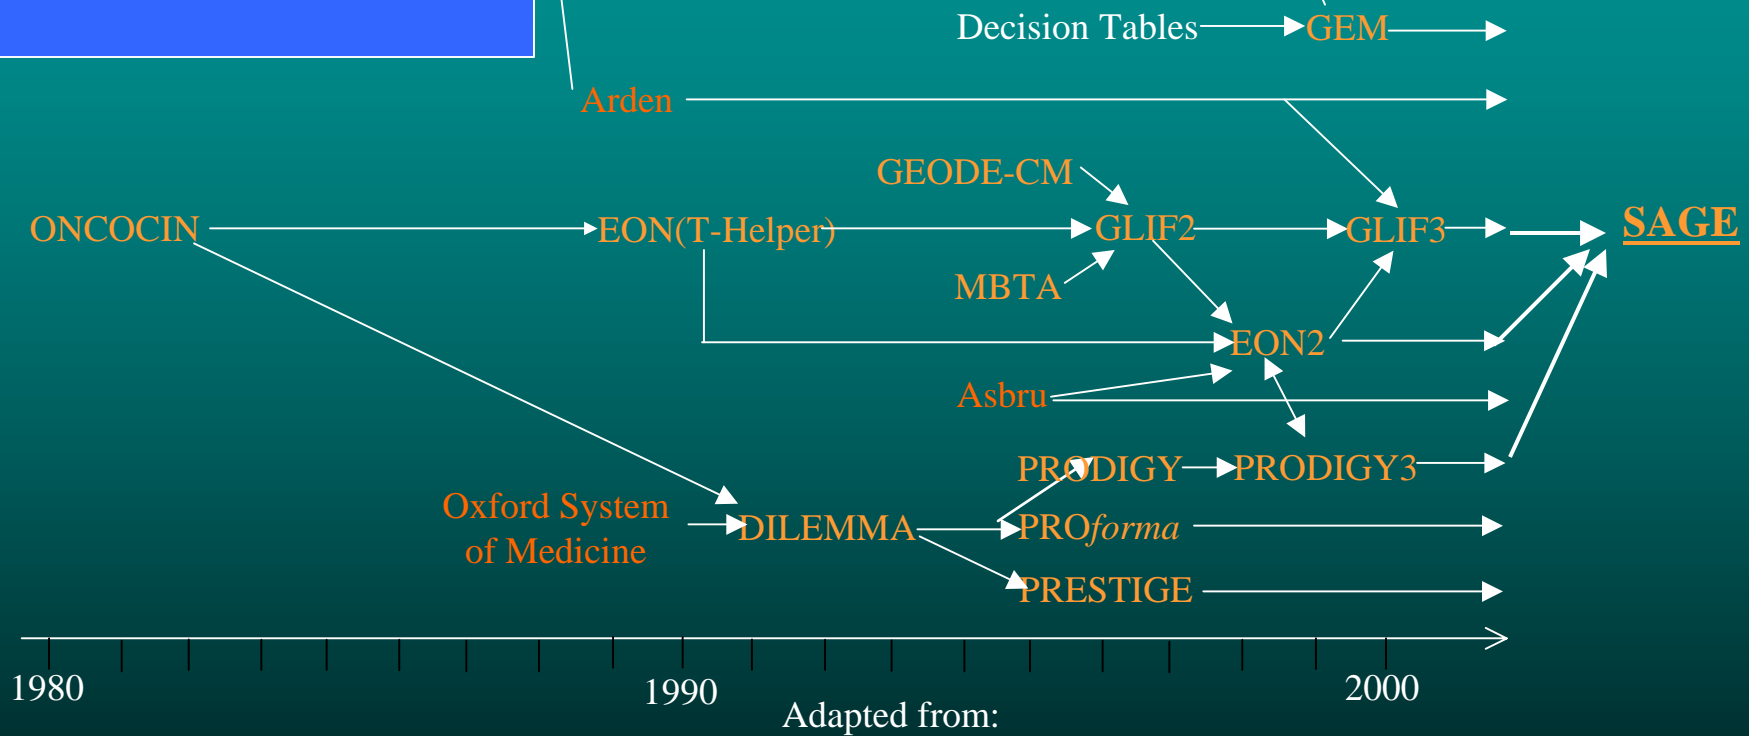 Decision Tables
GEM
Arden
GEODE-CM
ONCOCIN
EON(T-Helper)
GLIF2
GLIF3
SAGE
MBTA
EON2
Asbru
PRODIGY
PRODIGY3
Oxford System
of Medicine
DILEMMA
PROforma
PRESTIGE
1980
1990
2000
Adapted from: